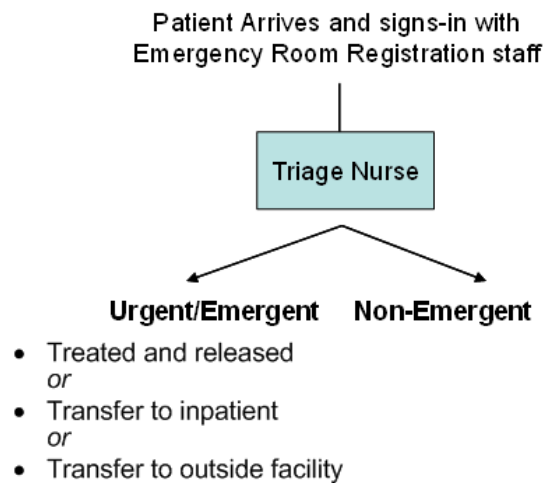 Patient Arrives and signs-in with
Emergency Room Registration staff
Triage Nurse
Urgent/Emergent
Non-Emergent
• Treated and released
or
• Transfer to inpatient
or
• Transfer to outside facility